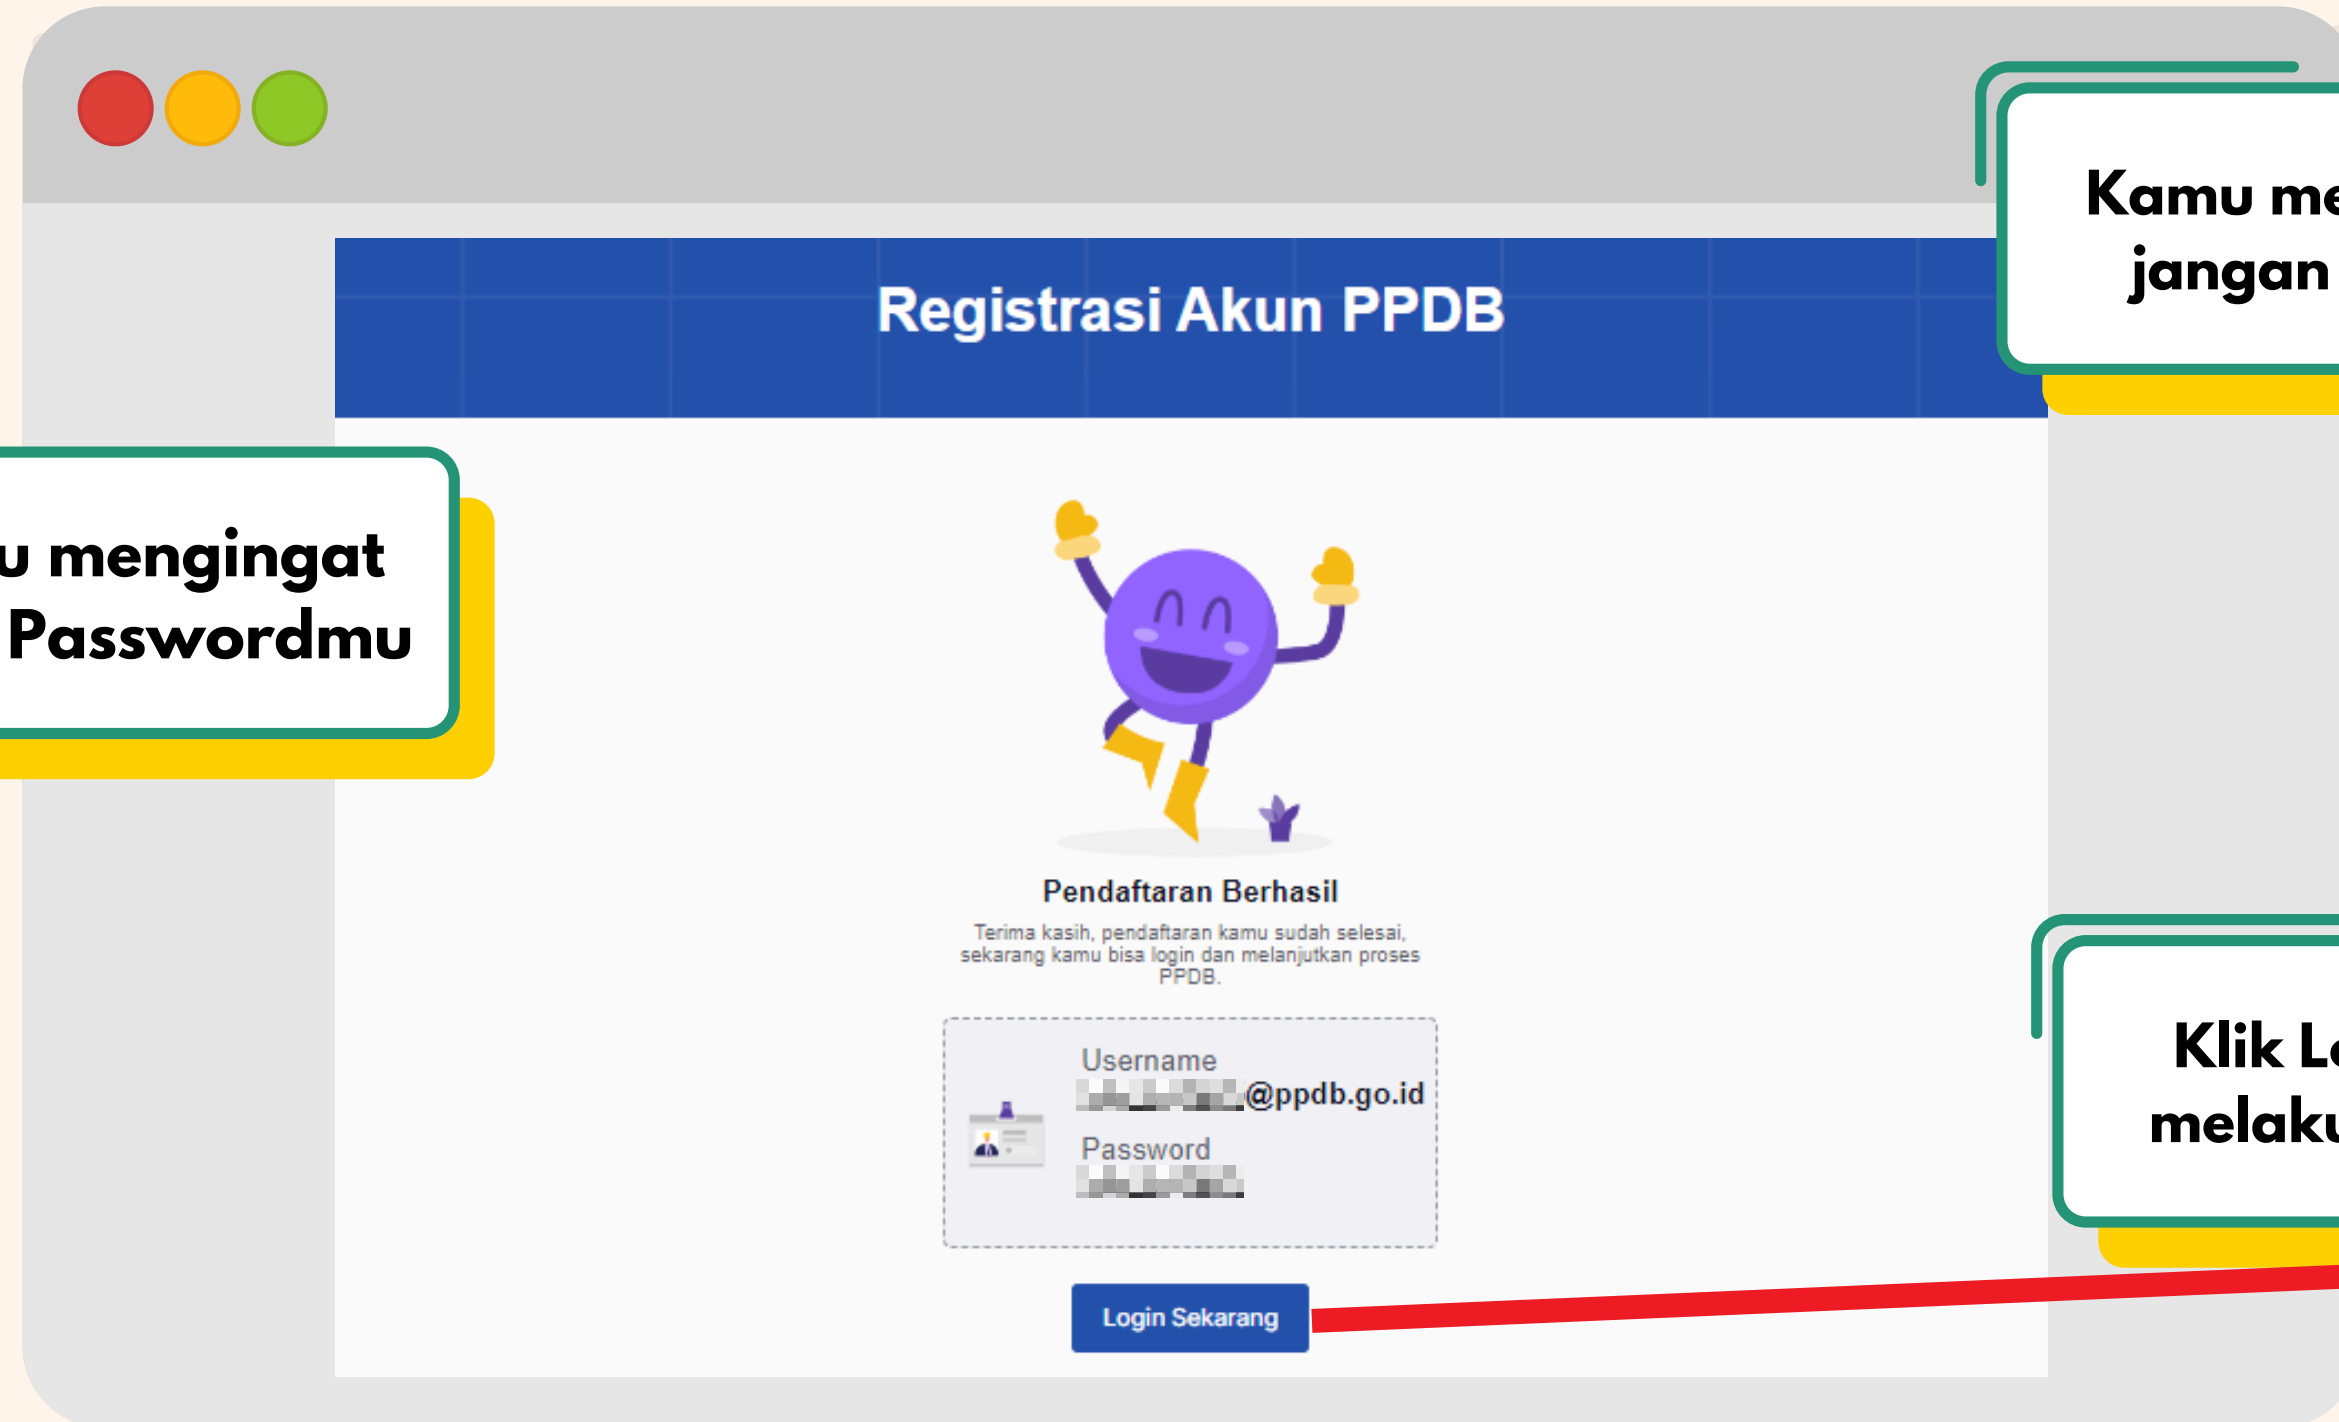 Kamu me
jangan
Registrasi Akun PPDB
u mengingat
Passwordmu
Pendaftaran Berhasil
Terima kasih, pendaftaran kamu sudah selesai,
sekarang kamu bisa login dan melanjutkan proses
PPDB.
Username
@ppdb.go.id
Password
Klik L
melaku
Login Sekarang